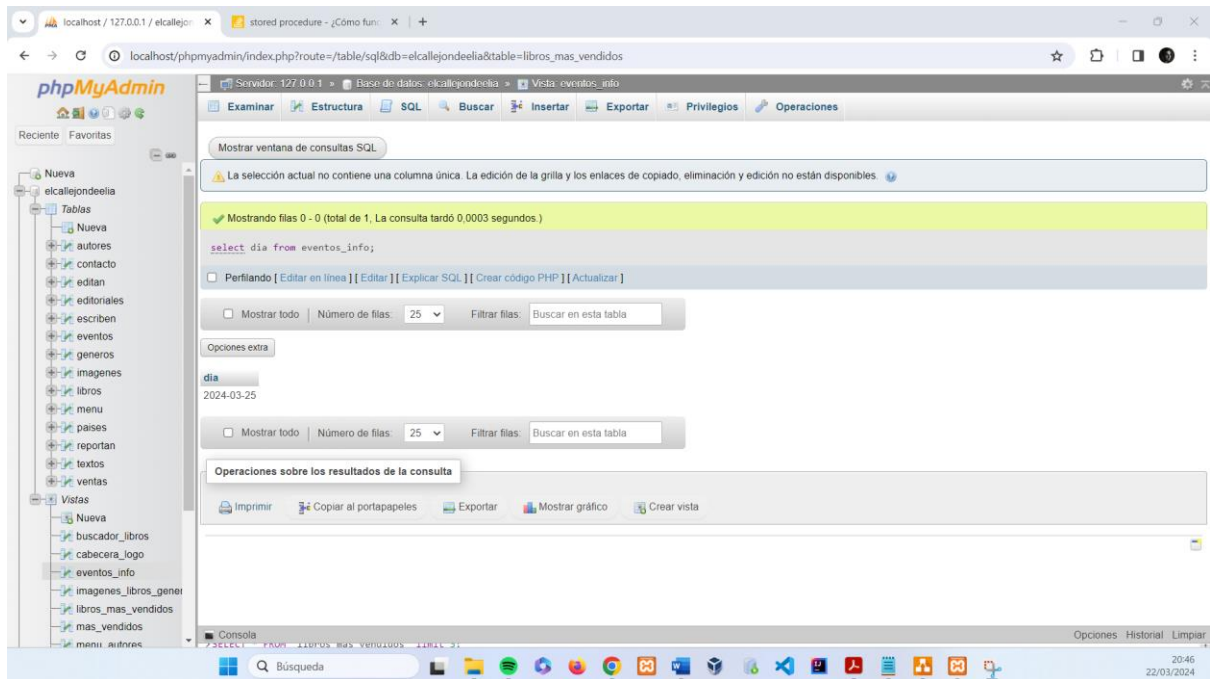 localhost / 127.0.0.1 / elcallejon
stored procedure - ¿Cómo func
localhost/phpmyadmin/index.php?route=/table/sql&db=elcallejondeelia&table=libros_mas_vendidos
phpMyAdmin
Reciente Favoritas
Nueva
elcallejondeelia
Tablas
Nueva
autores
contacto
editan
editoriales
escriben
eventos
generos
imagenes
libros
menu
paises
reportan
textos
ventas
Vistas
Nueva
buscador_libros
cabecera_logo
eventos_info
imagenes_libros_gener
libros_mas_vendidos
mas_vendidos
menu_autores
Servidor: 127.0.0.1 » Base de datos: elcallejondeelia » Vista: eventos_info
Examinar Estructura SQL Buscar Insertar Exportar Privilegios Operaciones
Mostrar ventana de consultas SQL
La selección actual no contiene una columna única. La edición de la grilla y los enlaces de copiado, eliminación y edición no están disponibles.
Mostrando filas 0 - 0 (total de 1, La consulta tardó 0,0003 segundos.)
select dia from eventos_info;
Perfilando [ Editar en línea ] [ Editar ] [ Explicar SQL ] [ Crear código PHP ] [ Actualizar ]
Mostrar todo | Número de filas: 25 Filtrar filas: Buscar en esta tabla
Opciones extra
dia
2024-03-25
Mostrar todo | Número de filas: 25 Filtrar filas: Buscar en esta tabla
Operaciones sobre los resultados de la consulta
Imprimir Copiar al portapapeles Exportar Mostrar gráfico Crear vista
Consola Opciones Historial Limpiar
>SELECT * FROM `libros_mas_vendidos` limit 5;
Búsqueda
20:46
22/03/2024